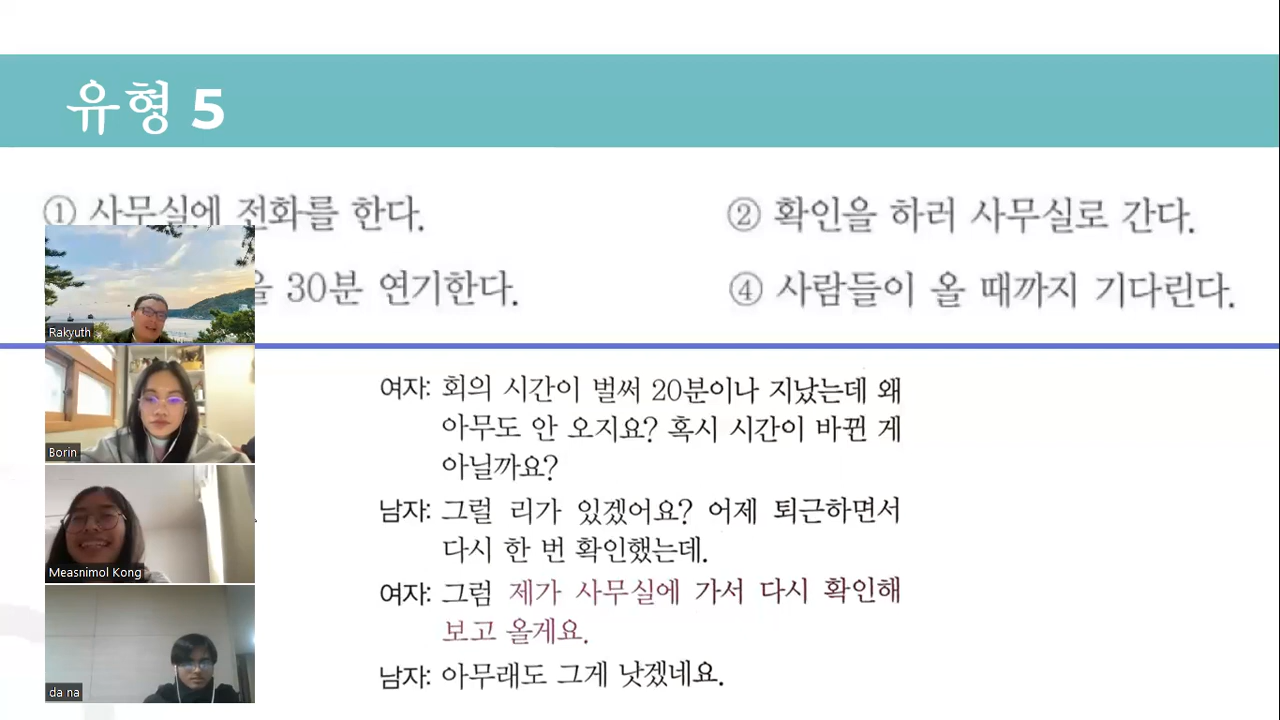 유형 5
① 사무실에 전화를 한다.
② 확인을 하러 사무실로 간다.
30분 연기한다.
④ 사람들이 올 때까지 기다린다.
Rakyuth
Borin
Measnimol Kong
da na
여자: 회의 시간이 벌써 20분이나 지났는데 왜
아무도 안 오지요? 혹시 시간이 바뀐 게
아닐까요?
남자: 그럴 리가 있겠어요? 어제 퇴근하면서
다시 한 번 확인했는데.
여자: 그럼 제가 사무실에 가서 다시 확인해
보고 올게요.
남자: 아무래도 그게 낫겠네요.